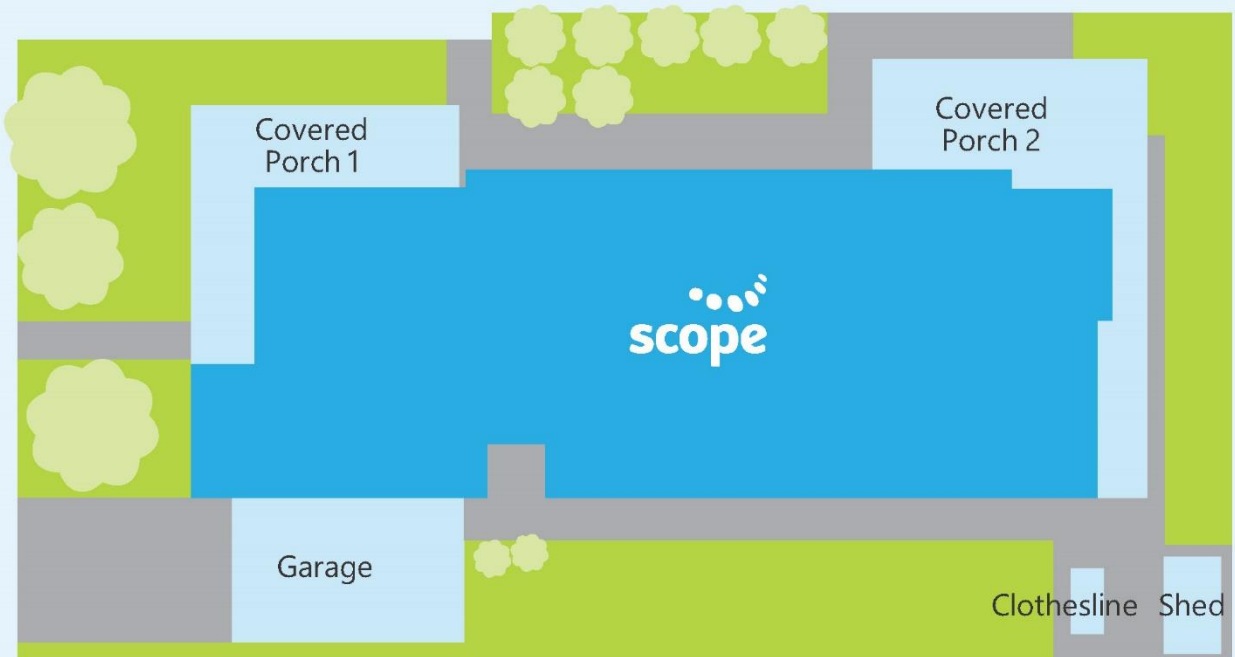 Covered
Porch 1
Covered
Porch 2
scope
Garage
Clothesline
Shed